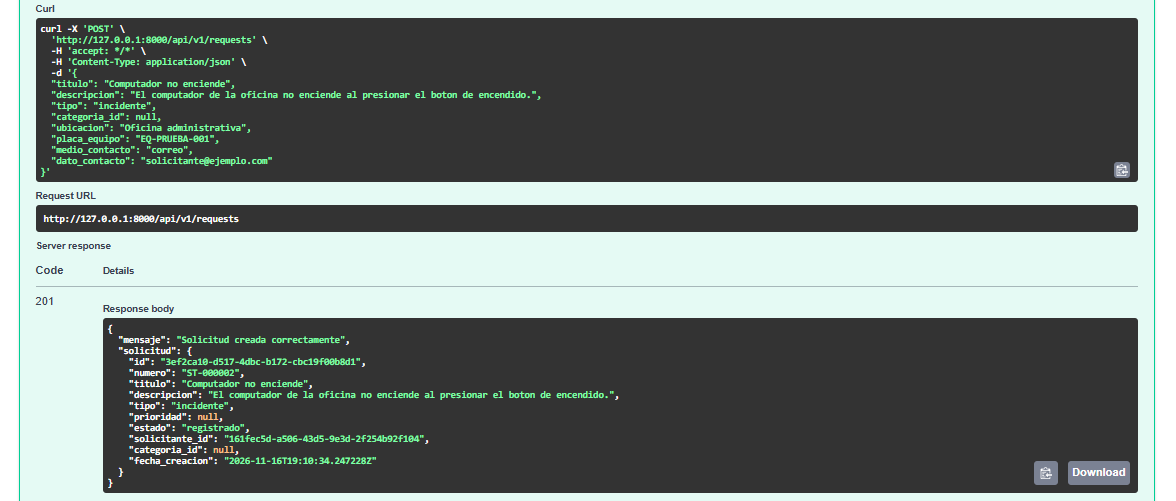 Curl
curl -X 'POST' \
'http://127.0.0.1:8000/api/v1/requests' \
-H 'accept: */*' \
-H 'Content-Type: application/json' \
-d '{
"titulo": "Computador no enciende",
"descripcion": "El computador de la oficina no enciende al presionar el boton de encendido.",
"tipo": "incidente",
"categoria_id": null,
"ubicacion": "Oficina administrativa",
"placa_equipo": "EQ-PRUEBA-001",
"medio_contacto": "correo",
"dato_contacto": "solicitante@ejemplo.com"
}'
Request URL
http://127.0.0.1:8000/api/v1/requests
Server response
Code Details
201
Response body
{
"mensaje": "Solicitud creada correctamente",
"solicitud": {
"id": "3ef2ca10-d517-4dbc-b172-cbc19f00b8d1",
"numero": "ST-000002",
"titulo": "Computador no enciende",
"descripcion": "El computador de la oficina no enciende al presionar el boton de encendido.",
"tipo": "incidente",
"prioridad": null,
"estado": "registrado",
"solicitante_id": "161fec5d-a506-43d5-9e3d-2f254b92f104",
"categoria_id": null,
"fecha_creacion": "2026-11-16T19:10:34.247228Z"
}
}
Download